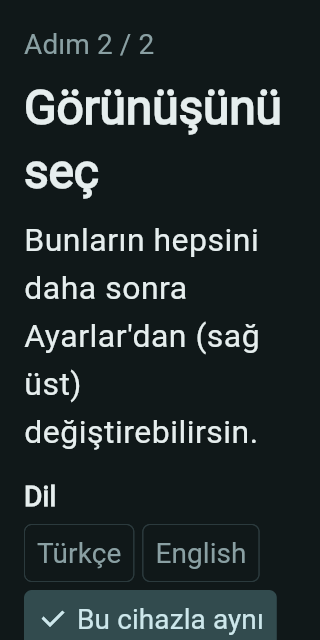 Adım 2 / 2
Görünüşünü
seç
Bunların hepsini
daha sonra
Ayarlar'dan (sağ
üst)
değiştirebilirsin.
Dil
Türkçe English
✓ Bu cihazla aynı